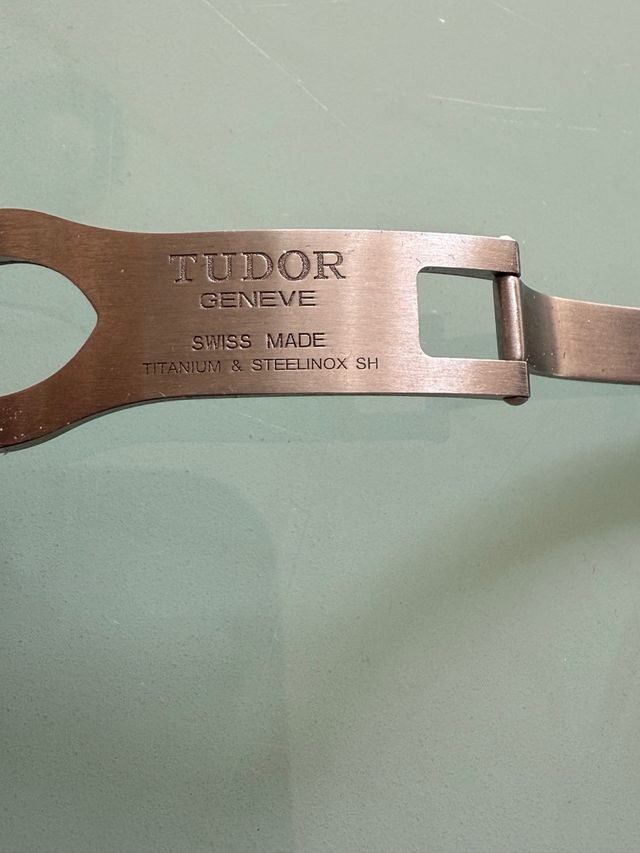 TUDOR
GENEVE
SWISS MADE
TITANIUM & STEELINOX SH